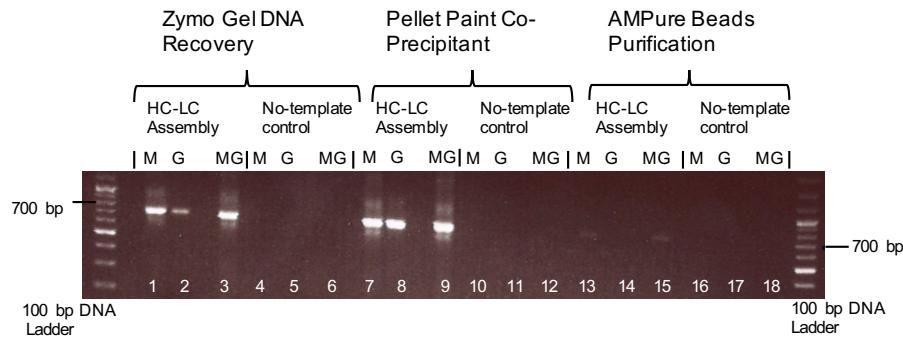 Zymo Gel DNA
Recovery
Pellet Paint Co-
Precipitant
AMPure Beads
Purification
HC-LC
Assembly
No-template
control
HC-LC
Assembly
No-template
control
HC-LC
Assembly
No-template
control
| M G MG | M G MG | M G MG | M G MG | M G MG | M G MG |
700 bp
700 bp
1 2 3 4 5 6 7 8 9 10 11 12 13 14 15 16 17 18
100 bp DNA
Ladder
100 bp DNA
Ladder